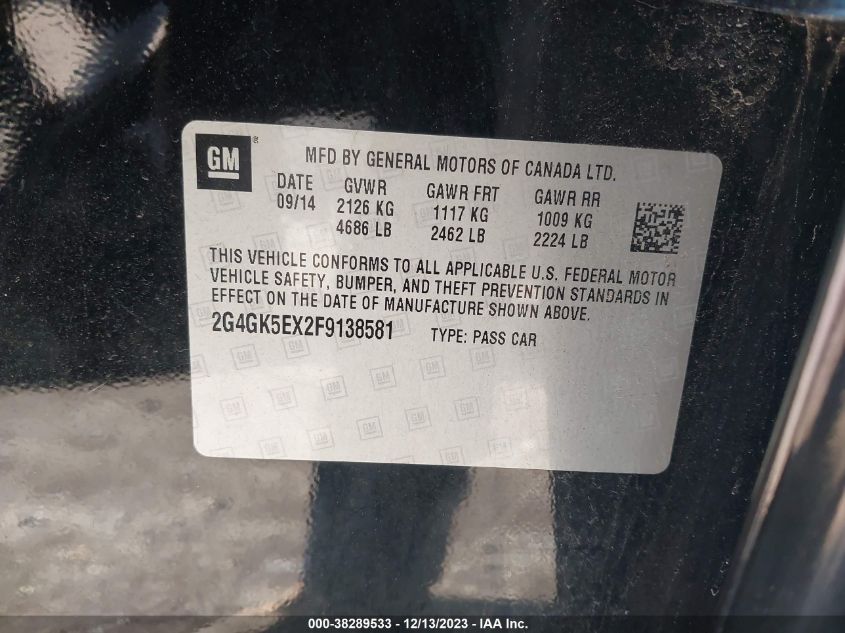 GM ®
MFD BY GENERAL MOTORS OF CANADA LTD.
DATE GVWR GAWR FRT GAWR RR
09/14 2126 KG 1117 KG 1009 KG
4686 LB 2462 LB 2224 LB
THIS VEHICLE CONFORMS TO ALL APPLICABLE U.S. FEDERAL MOTOR
VEHICLE SAFETY, BUMPER, AND THEFT PREVENTION STANDARDS IN
EFFECT ON THE DATE OF MANUFACTURE SHOWN ABOVE.
2G4GK5EX2F9138581 TYPE: PASS CAR
000-38289533 - 12/13/2023 - IAA Inc.